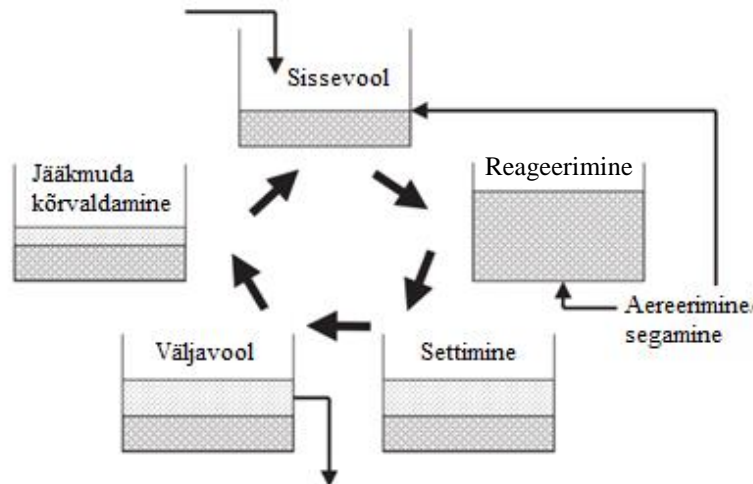 Sissevool
Reageerimine
Aereerimine/
segamine
Settimine
Väljavool
Jääkmuda
kõrvaldamine